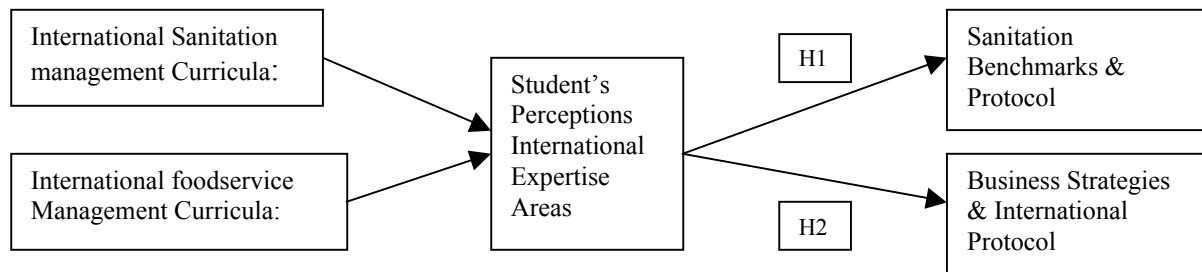 International Sanitation
management Curricula:
International foodservice
Management Curricula:
Student’s
Perceptions
International
Expertise
Areas
H1
H2
Sanitation
Benchmarks &
Protocol
Business Strategies
& International
Protocol